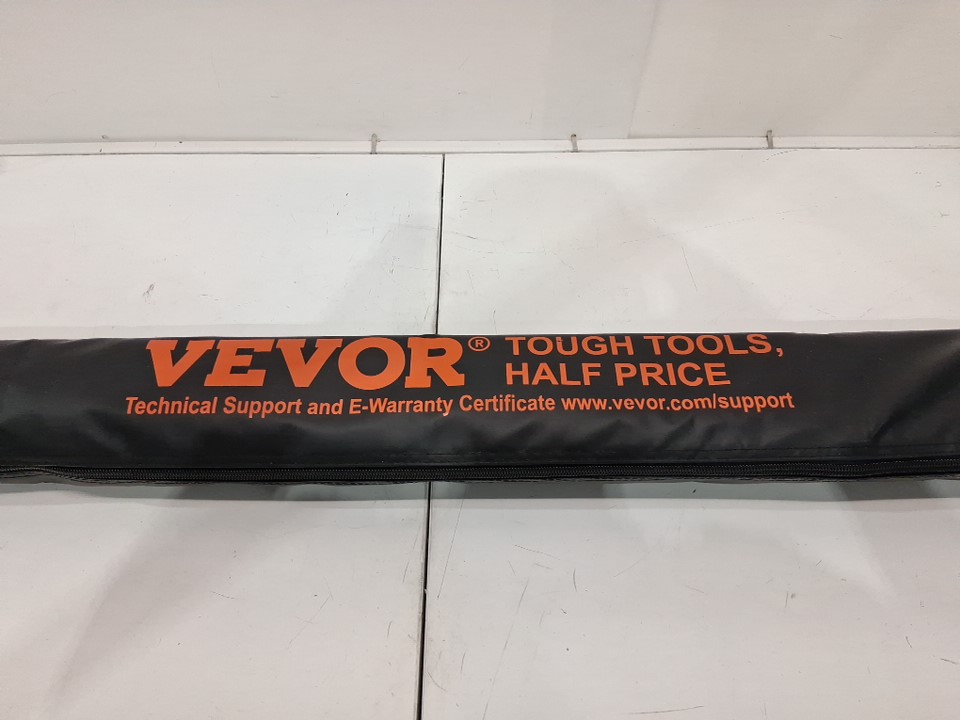 VEVOR® TOUGH TOOLS,
HALF PRICE
Technical Support and E-Warranty Certificate www.vevor.com/support